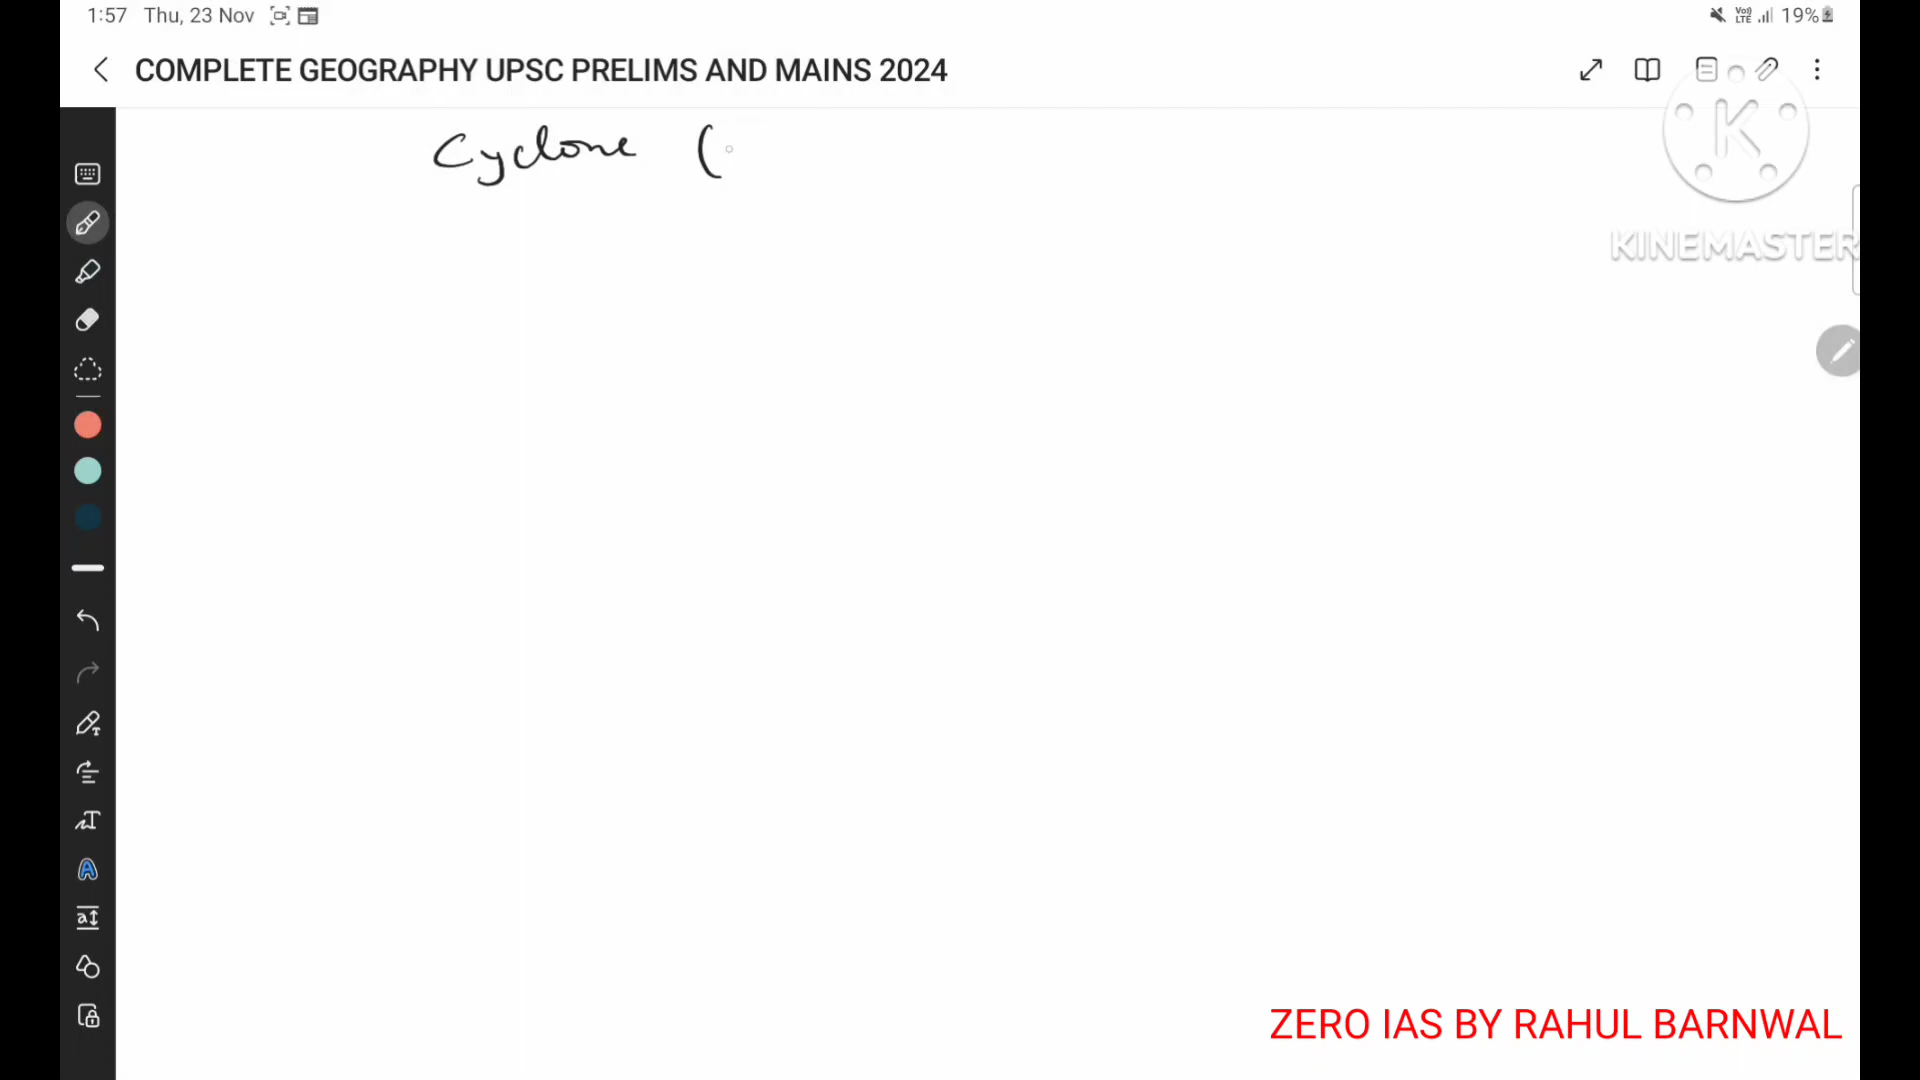 1:57 Thu, 23 Nov 19%
COMPLETE GEOGRAPHY UPSC PRELIMS AND MAINS 2024
Cyclone (
K
KINEMASTER
ZERO IAS BY RAHUL BARNWAL